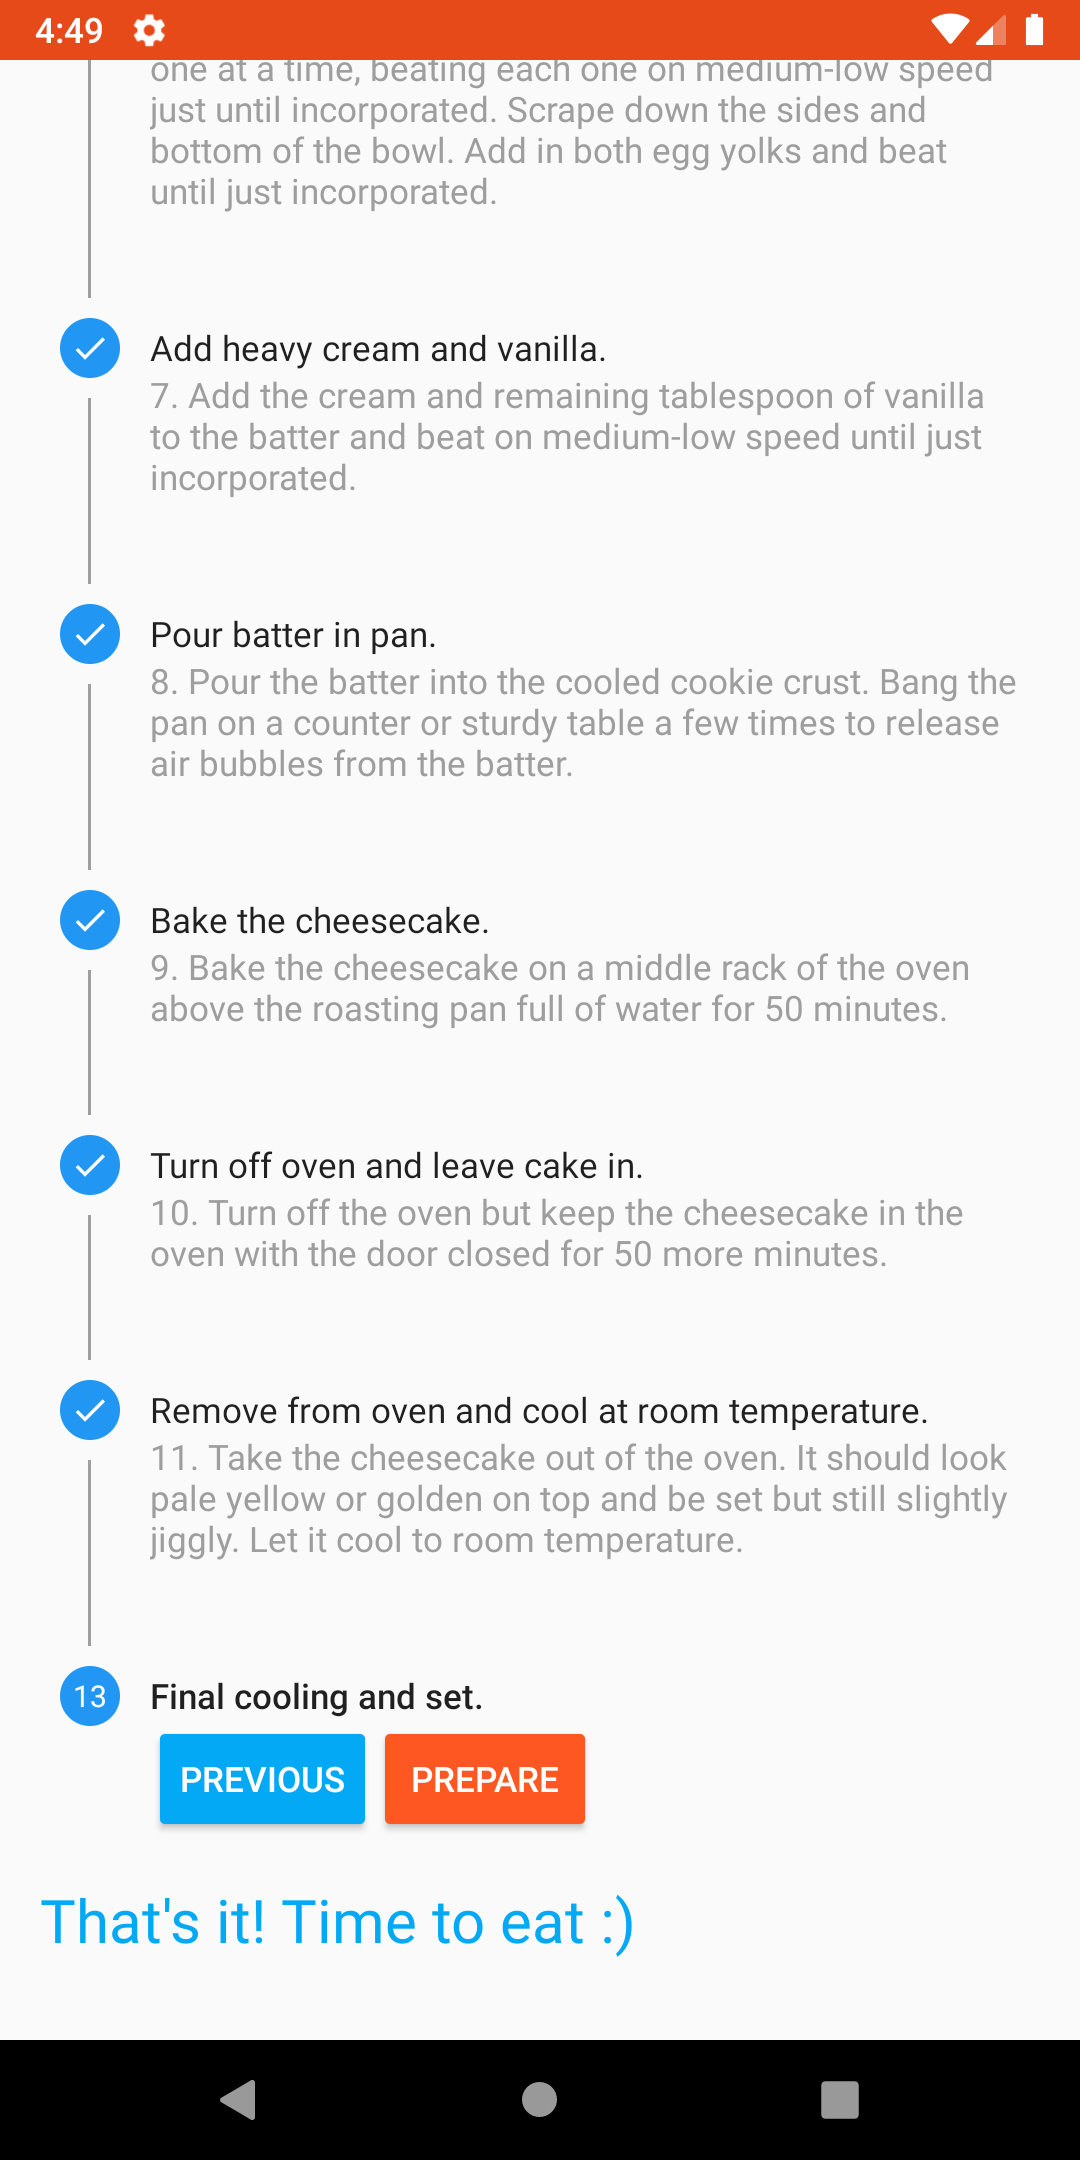 4:49
one at a time, beating each one on medium-low speed
just until incorporated. Scrape down the sides and
bottom of the bowl. Add in both egg yolks and beat
until just incorporated.
Add heavy cream and vanilla.
7. Add the cream and remaining tablespoon of vanilla
to the batter and beat on medium-low speed until just
incorporated.
Pour batter in pan.
8. Pour the batter into the cooled cookie crust. Bang the
pan on a counter or sturdy table a few times to release
air bubbles from the batter.
Bake the cheesecake.
9. Bake the cheesecake on a middle rack of the oven
above the roasting pan full of water for 50 minutes.
Turn off oven and leave cake in.
10. Turn off the oven but keep the cheesecake in the
oven with the door closed for 50 more minutes.
Remove from oven and cool at room temperature.
11. Take the cheesecake out of the oven. It should look
pale yellow or golden on top and be set but still slightly
jiggly. Let it cool to room temperature.
13 Final cooling and set.
PREVIOUS PREPARE
That's it! Time to eat :)